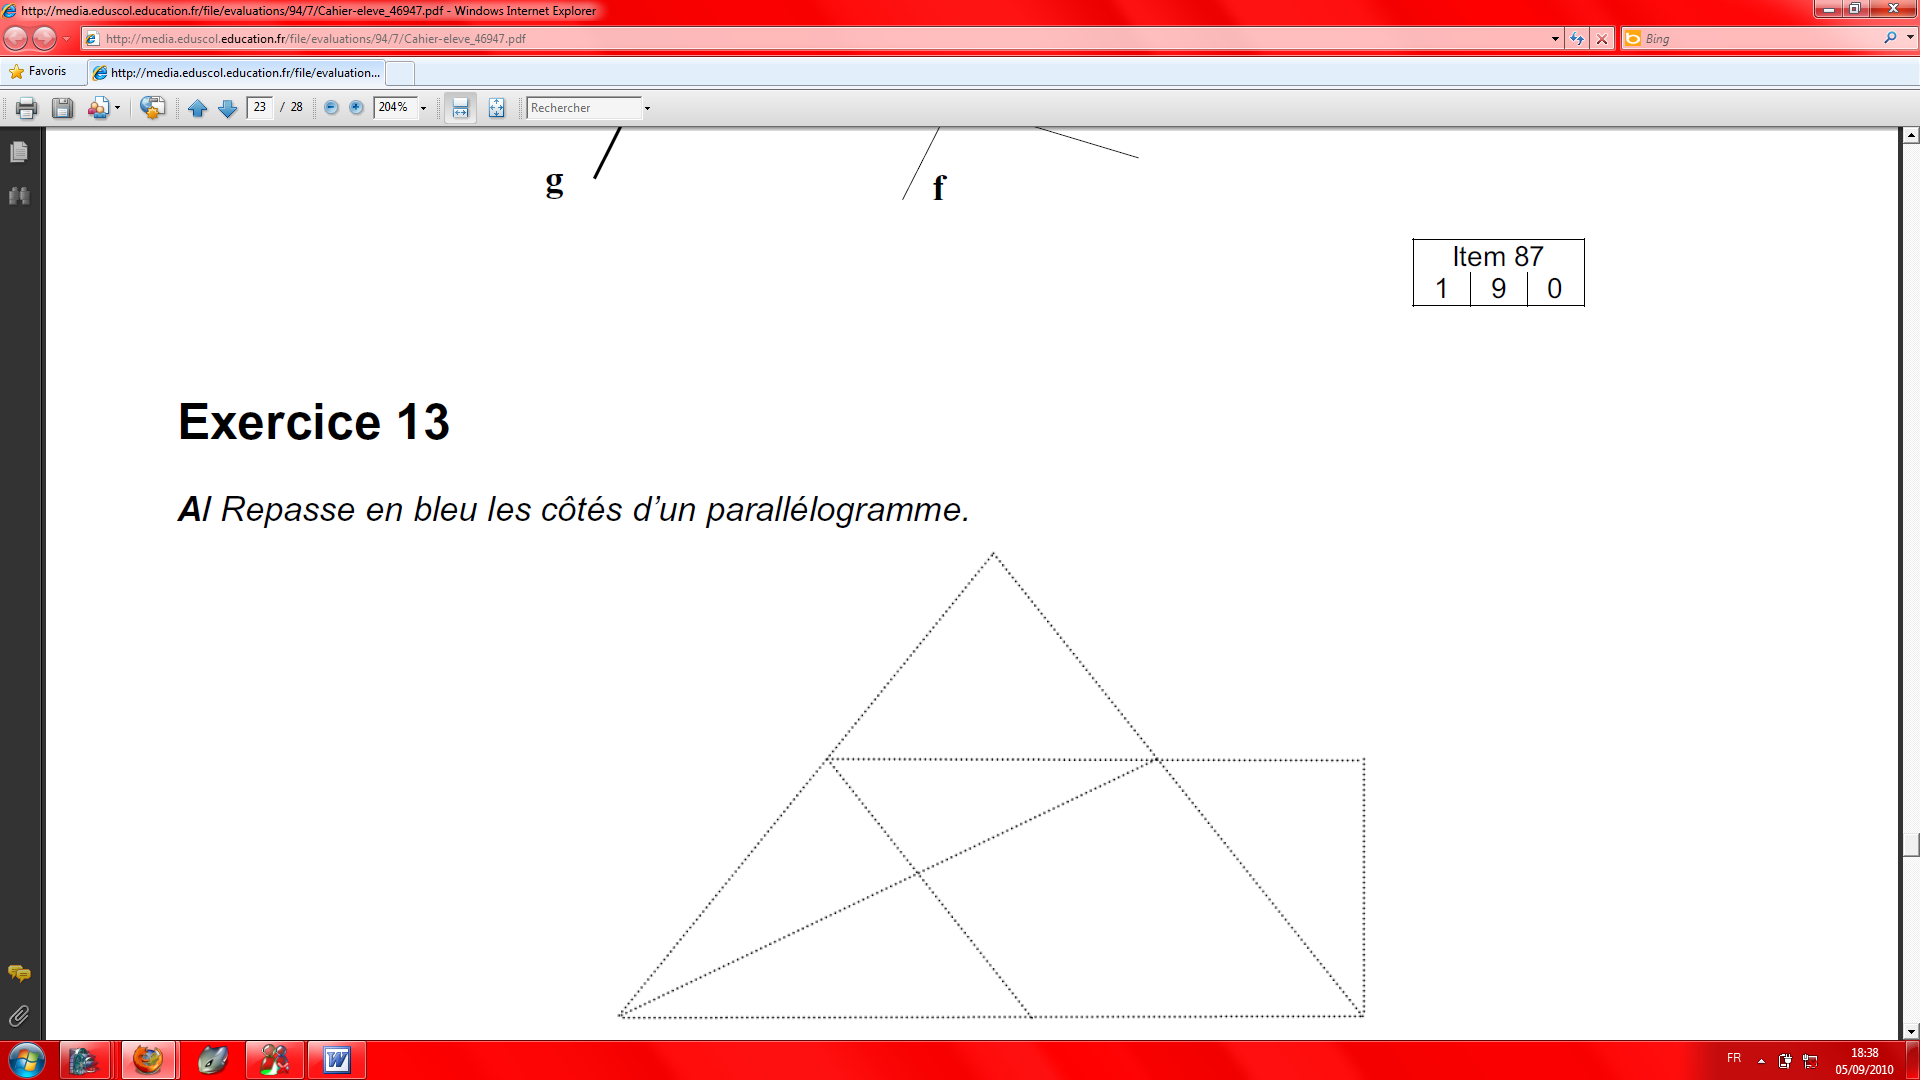 http://media.eduscol.education.fr/file/evaluations/94/7/Cahier-eleve_46947.pdf - Windows Internet Explorer
http://media.eduscol.education.fr/file/evaluations/94/7/Cahier-eleve_46947.pdf
Bing
Favoris
http://media.eduscol.education.fr/file/evaluation...
23 / 28
204%
Rechercher
g
f
Item 87
1 9 0
Exercice 13
A/ Repasse en bleu les côtés d’un parallélogramme.
FR
18:38
05/09/2010